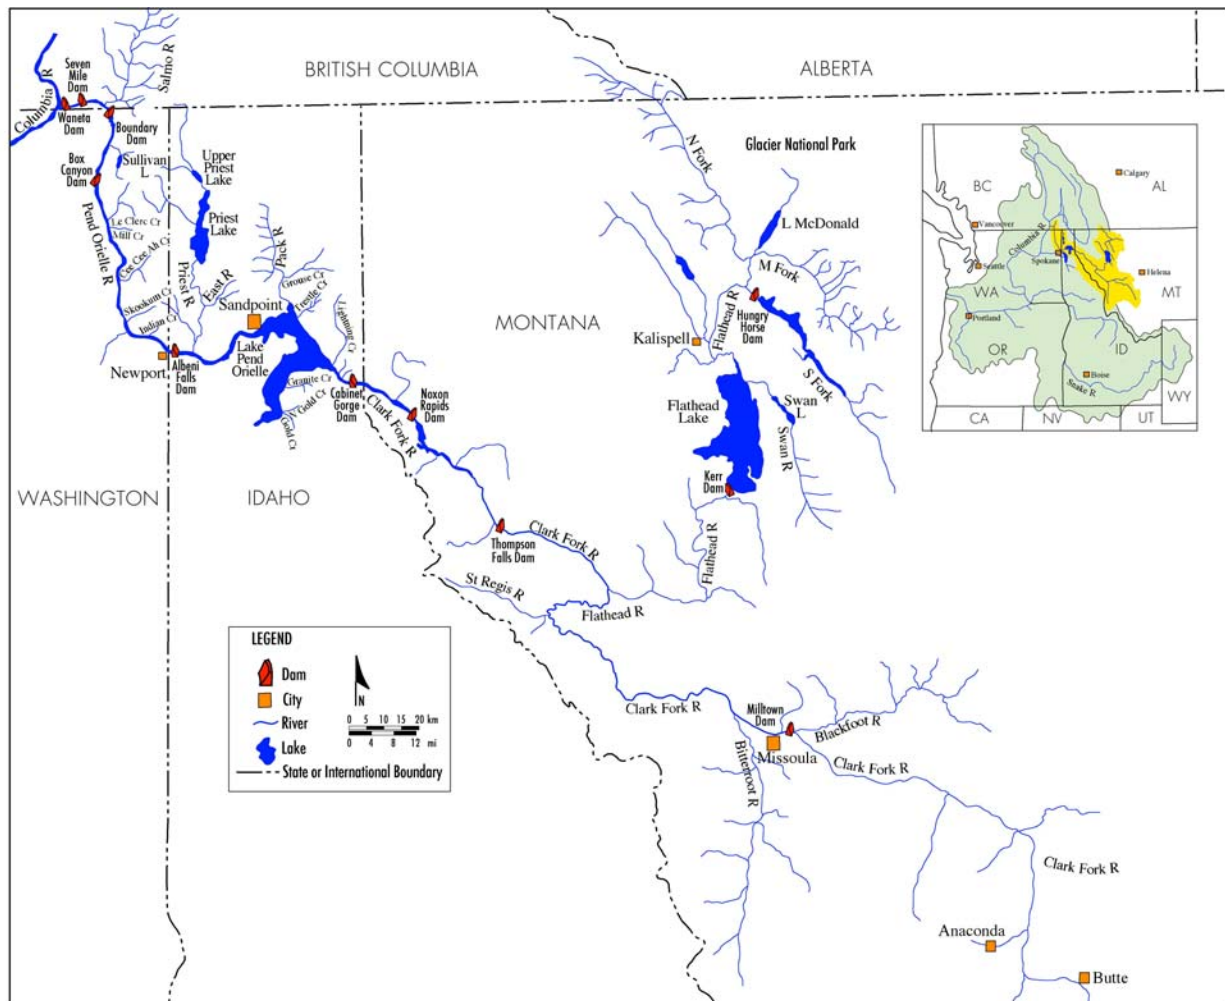 BRITISH COLUMBIA
ALBERTA
Salmo R
Columbia R
Seven
Mile
Dam
Waneta
Dam
Boundary
Dam
Box
Canyon
Dam
Sullivan
L
Upper
Priest
Lake
Priest
Lake
Pend Orielle R
Le Clerc Cr
Mill Cr
Cee Cee Ah Cr
Skookum Cr
Indian Cr
Priest R
East R
Pack R
Grouse Cr
Trestle Cr
Lightning Cr
Sandpoint
Lake
Pend
Orielle
Newport
Albeni
Falls
Dam
Granite Cr
N Gold Cr
Gold Cr
Cabinet
Gorge
Dam
Clark Fork R
Noxon
Rapids
Dam
WASHINGTON
IDAHO
MONTANA
N Fork
Glacier National Park
L McDonald
M Fork
Flathead R
Hungry
Horse
Dam
S Fork
Kalispell
Flathead
Lake
Swan
L
Swan R
Kerr
Dam
Flathead R
Thompson
Falls Dam
Clark Fork R
St Regis R
Flathead R
Clark Fork R
Milltown
Dam
Missoula
Blackfoot R
Bitterroot R
Clark Fork R
Clark Fork R
Anaconda
Butte
LEGEND
Dam
City
River
Lake
State or International Boundary
N
0 5 10 15 20 km
0 4 8 12 mi
BC
AL
Calgary
Vancouver
Columbia R
Seattle
Spokane
Helena
WA
MT
Portland
OR
ID
Boise
Snake R
WY
CA
NV
UT